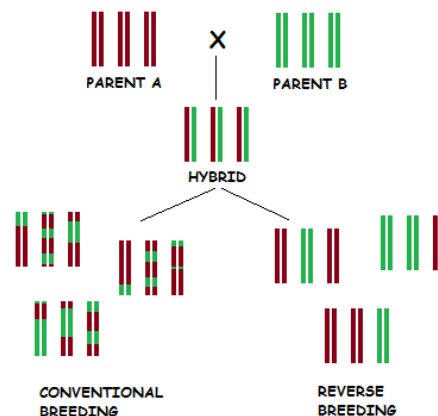 X
PARENT A
PARENT B
HYBRID
CONVENTIONAL
BREEDING
REVERSE
BREEDING